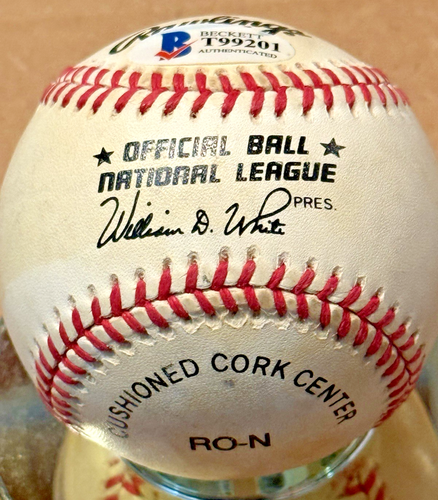 Rawlings
BECKETT
T99201
AUTHENTICATED
OFFICIAL BALL
NATIONAL LEAGUE
William D. White PRES.
CUSHIONED CORK CENTER
RO-N